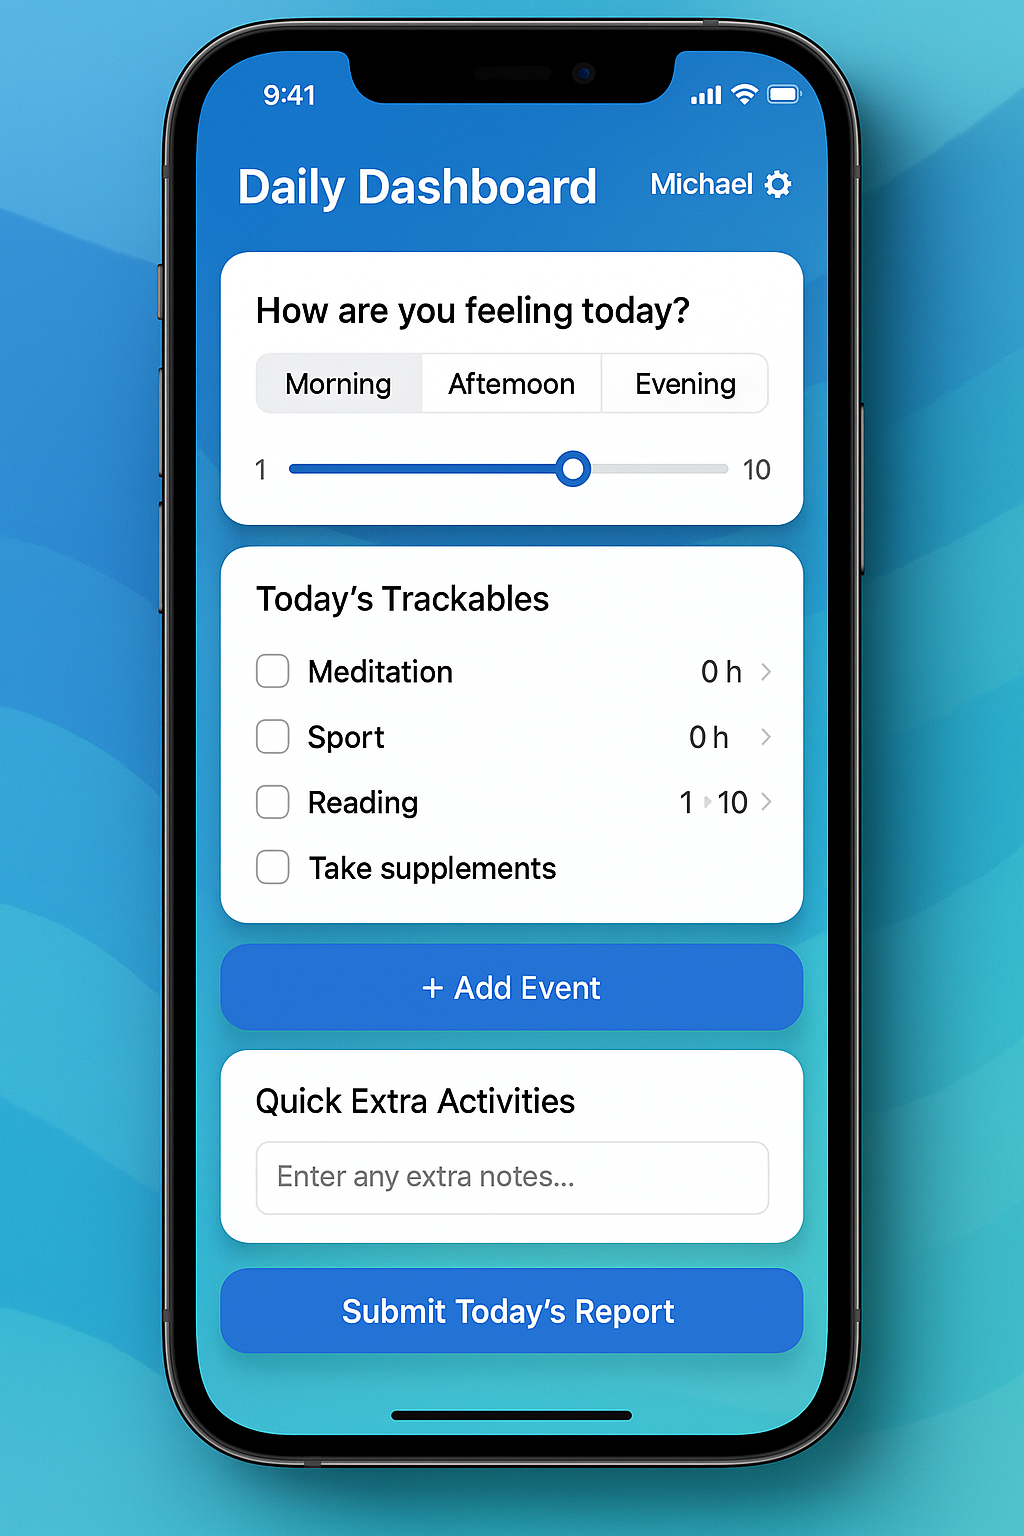 9:41
Daily Dashboard Michael
How are you feeling today?
Morning Aftemoon Evening
1 10
Today's Trackables
Meditation 0 h
Sport 0 h
Reading 1 10
Take supplements
+ Add Event
Quick Extra Activities
Enter any extra notes...
Submit Today's Report